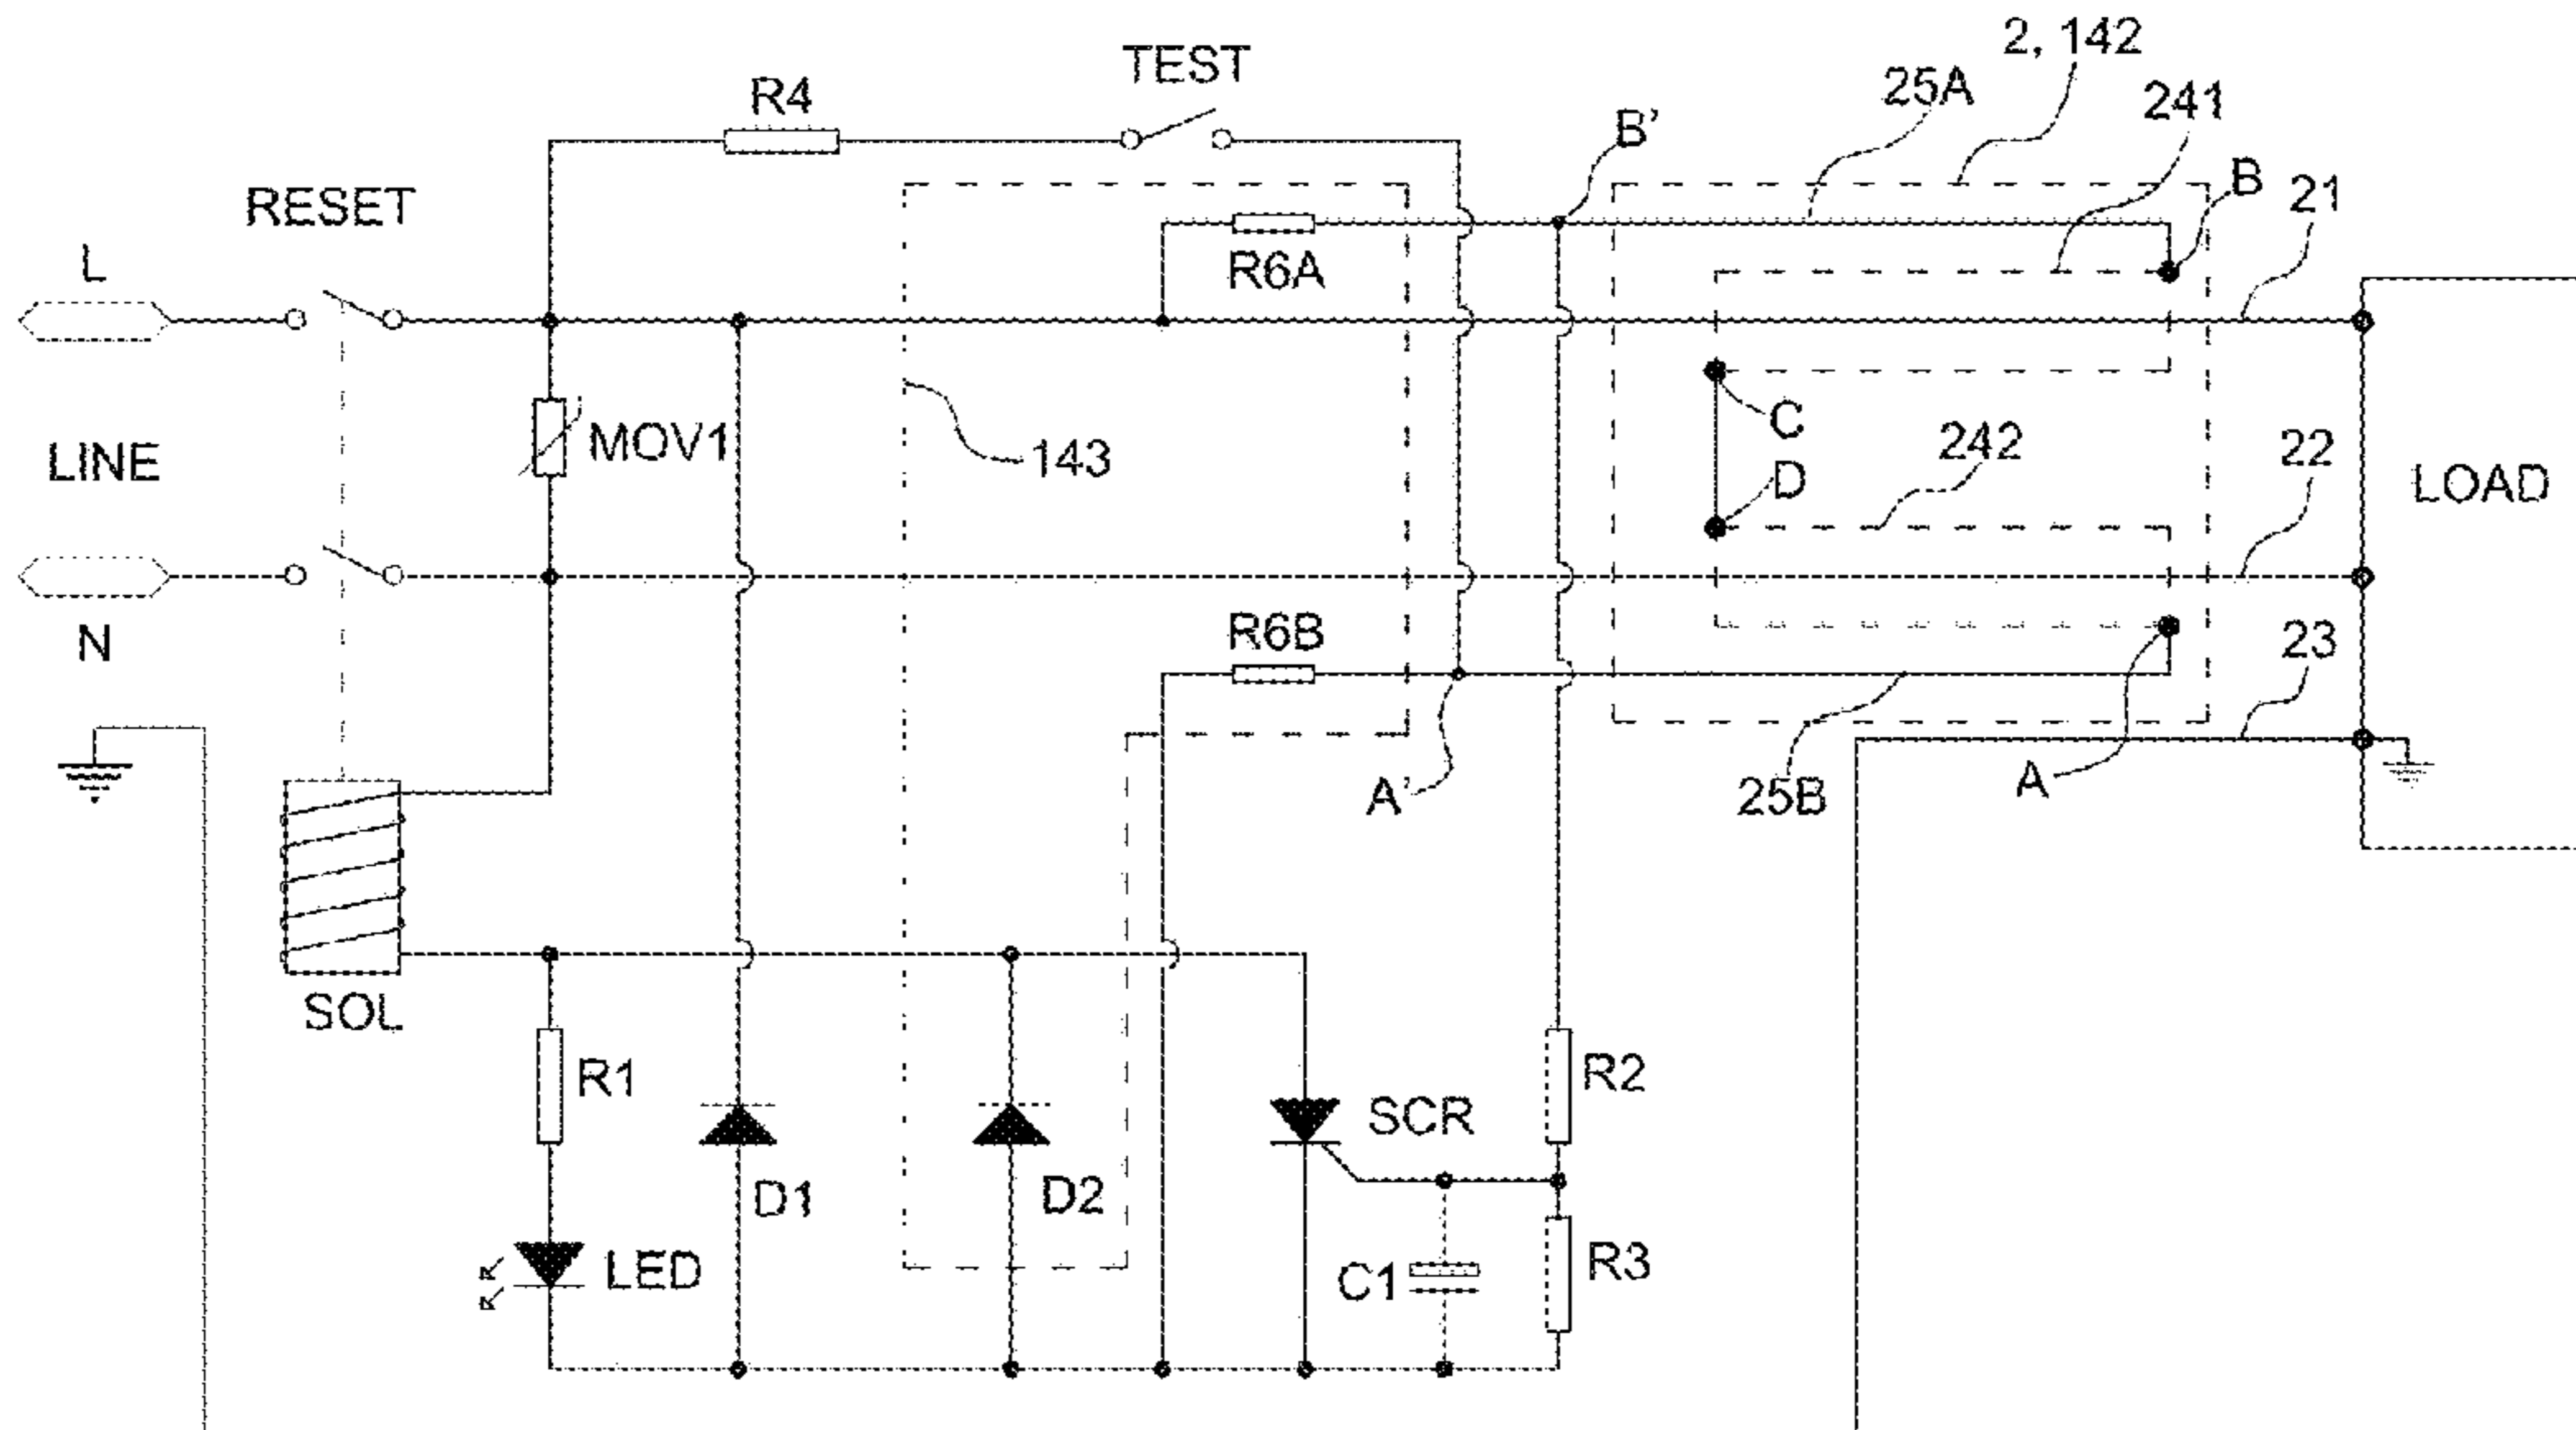 2, 142
TEST
25A
241
R4
B'
B
21
RESET
L
R6A
C
MOV1
143
242
22
LINE
D
LOAD
N
R6B
23
A'
25B
A
SOL
R1
R2
SCR
D1
D2
LED
C1
R3